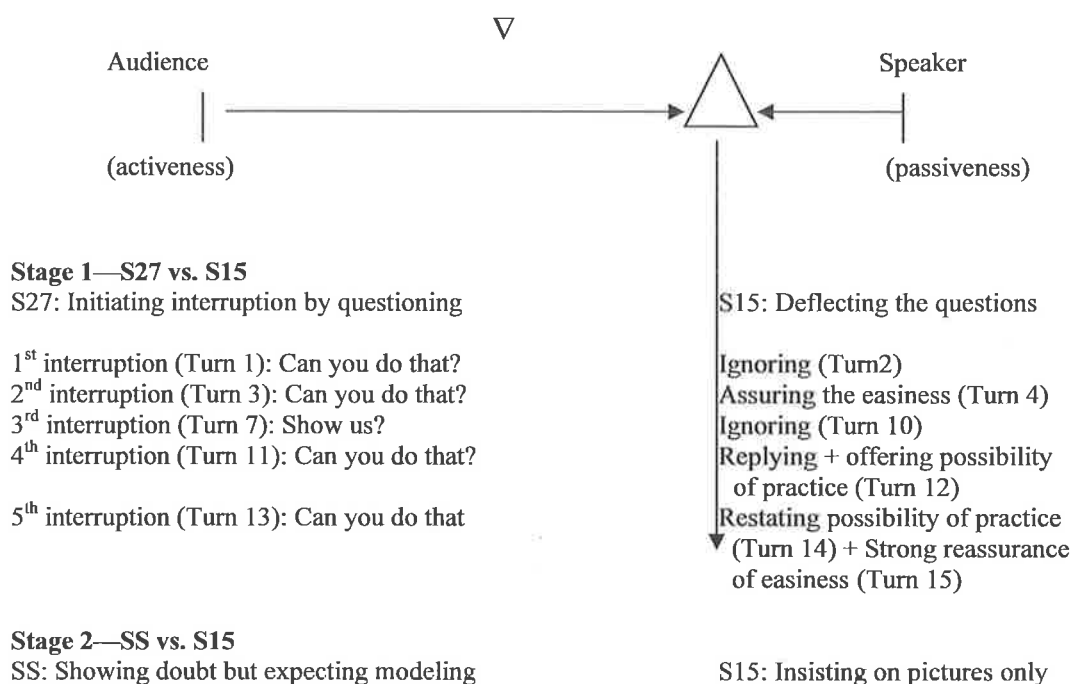 ∇
Audience Speaker
(activeness) (passiveness)
Stage 1—S27 vs. S15
S27: Initiating interruption by questioning S15: Deflecting the questions
1st interruption (Turn 1): Can you do that? Ignoring (Turn2)
2nd interruption (Turn 3): Can you do that? Assuring the easiness (Turn 4)
3rd interruption (Turn 7): Show us? Ignoring (Turn 10)
4th interruption (Turn 11): Can you do that? Replying + offering possibility
of practice (Turn 12)
5th interruption (Turn 13): Can you do that Restating possibility of practice
(Turn 14) + Strong reassurance
of easiness (Turn 15)
Stage 2—SS vs. S15
SS: Showing doubt but expecting modeling S15: Insisting on pictures only